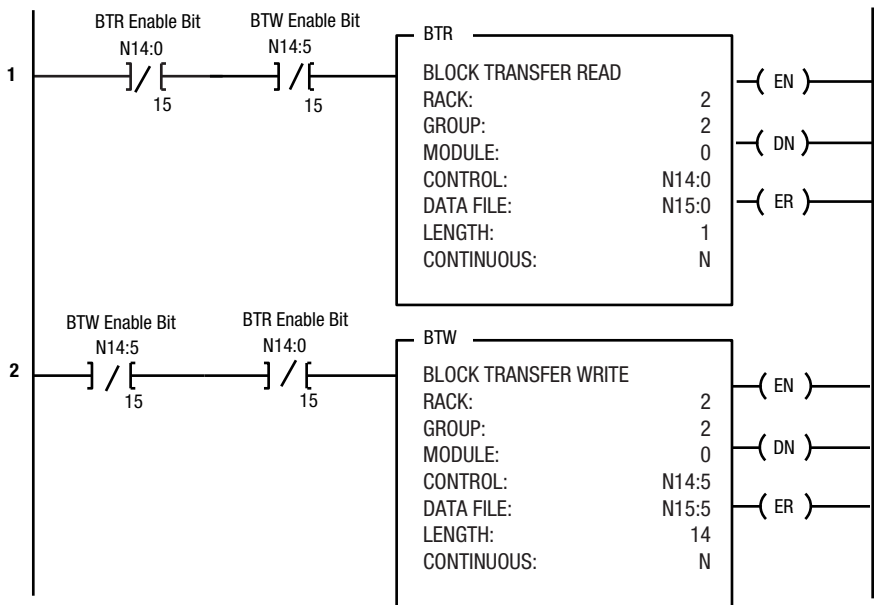 BTR Enable Bit BTW Enable Bit
N14:0 N14:5
BTR
1
15 15
BLOCK TRANSFER READ
RACK: 2
GROUP: 2
MODULE: 0
CONTROL: N14:0
DATA FILE: N15:0
LENGTH: 1
CONTINUOUS: N
EN
DN
ER
BTW Enable Bit BTR Enable Bit
N14:5 N14:0
BTW
2
15 15
BLOCK TRANSFER WRITE
RACK: 2
GROUP: 2
MODULE: 0
CONTROL: N14:5
DATA FILE: N15:5
LENGTH: 14
CONTINUOUS: N
EN
DN
ER